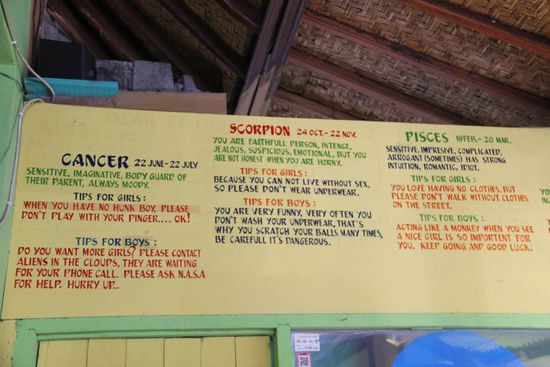 CANCER 22 JUNE-22 JULY
SENSITIVE, IMAGINATIVE, BODY GUARD OF
THEIR PARENT, ALWAYS MOODY.
TIPS FOR GIRLS:
WHEN YOU HAVE NO HUNK BOY, PLEASE
DON'T PLAY WITH YOUR PINGER.... OK!
TIPS FOR BOYS:
DO YOU WANT MORE GIRLS? PLEASE CONTACT
ALIENS IN THE CLOUDS, THEY ARE WAITING
FOR YOUR PHONE CALL. PLEASE ASK N.A.S.A
FOR HELP. HURRY UP...
SCORPION 24 OCT.-22 NOV.
YOU ARE FAITHFULL PERSON, INTENCE,
JEALOUS, SUSPICIOUS, EMOTIONAL, BUT YOU
ARE NOT HONEST WHEN YOU ARE HORNY.
TIPS FOR GIRLS:
BECAUSE YOU CAN NOT LIVE WITHOUT SEX,
SO PLEASE DON'T WEAR UNDERWEAR.
TIPS FOR BOYS:
YOU ARE VERY FUNNY, VERY OFTEN YOU
DON'T WASH YOUR UNDERWEAR, THAT'S
WHY YOU SCRATCH YOUR BALLS MANY TIMES,
BE CAREFULL IT'S DANGEROUS.
PISCES 19 FEB.-20 MAR.
SENSITIVE, IMPRESIVE, COMPLICATED,
ARROGANT (SOMETIMES) HAS STRONG
INTUITION, ROMANTIC, IDIOT.
TIPS FOR GIRLS:
YOU LOVE HAVING NO CLOTHES, BUT
PLEASE DON'T WALK WITHOUT CLOTHES
ON THE STREET.
TIPS FOR BOYS:
ACTING LIKE A MONKEY WHEN YOU SEE
A NICE GIRL IS SO IMPORTENT FOR
YOU. KEEP GOING AND GOOD LUCK.